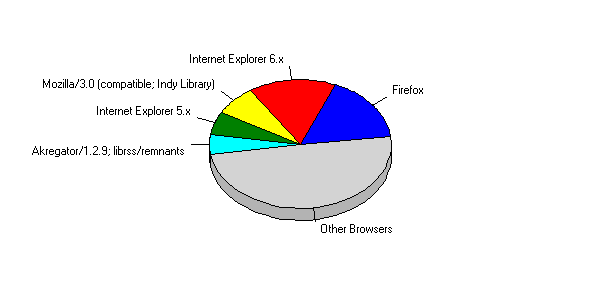 Internet Explorer 6.x
Mozilla/3.0 (compatible; Indy Library)
Firefox
Internet Explorer 5.x
Akregator/1.2.9; librss/remnants
Other Browsers